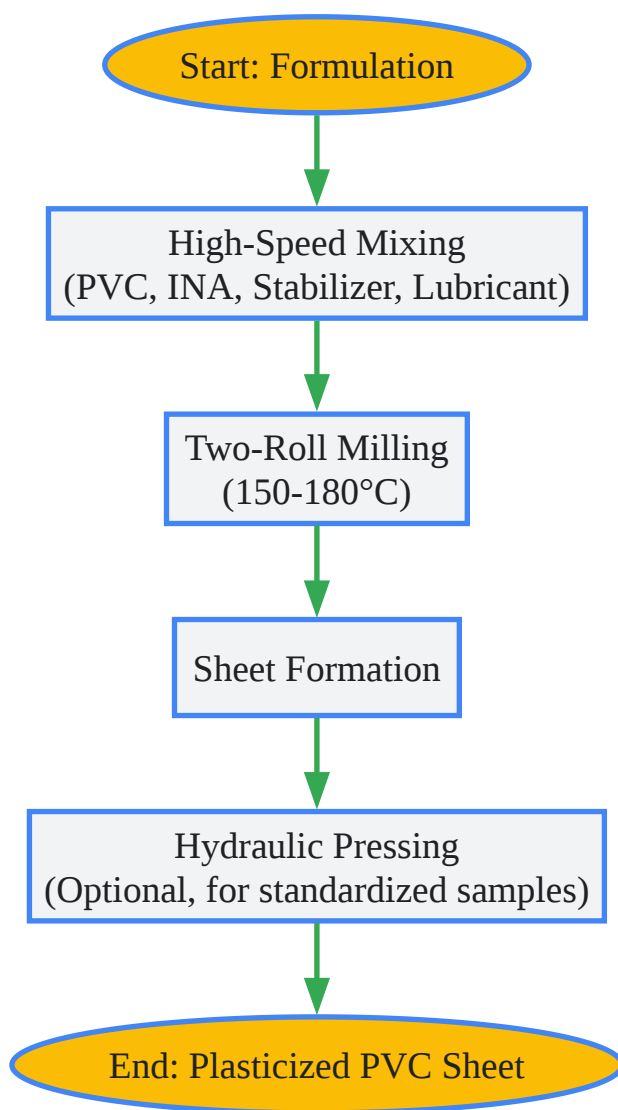 Start: Formulation
High-Speed Mixing
(PVC, INA, Stabilizer, Lubricant)
Two-Roll Milling
(150-180°C)
Sheet Formation
Hydraulic Pressing
(Optional, for standardized samples)
End: Plasticized PVC Sheet